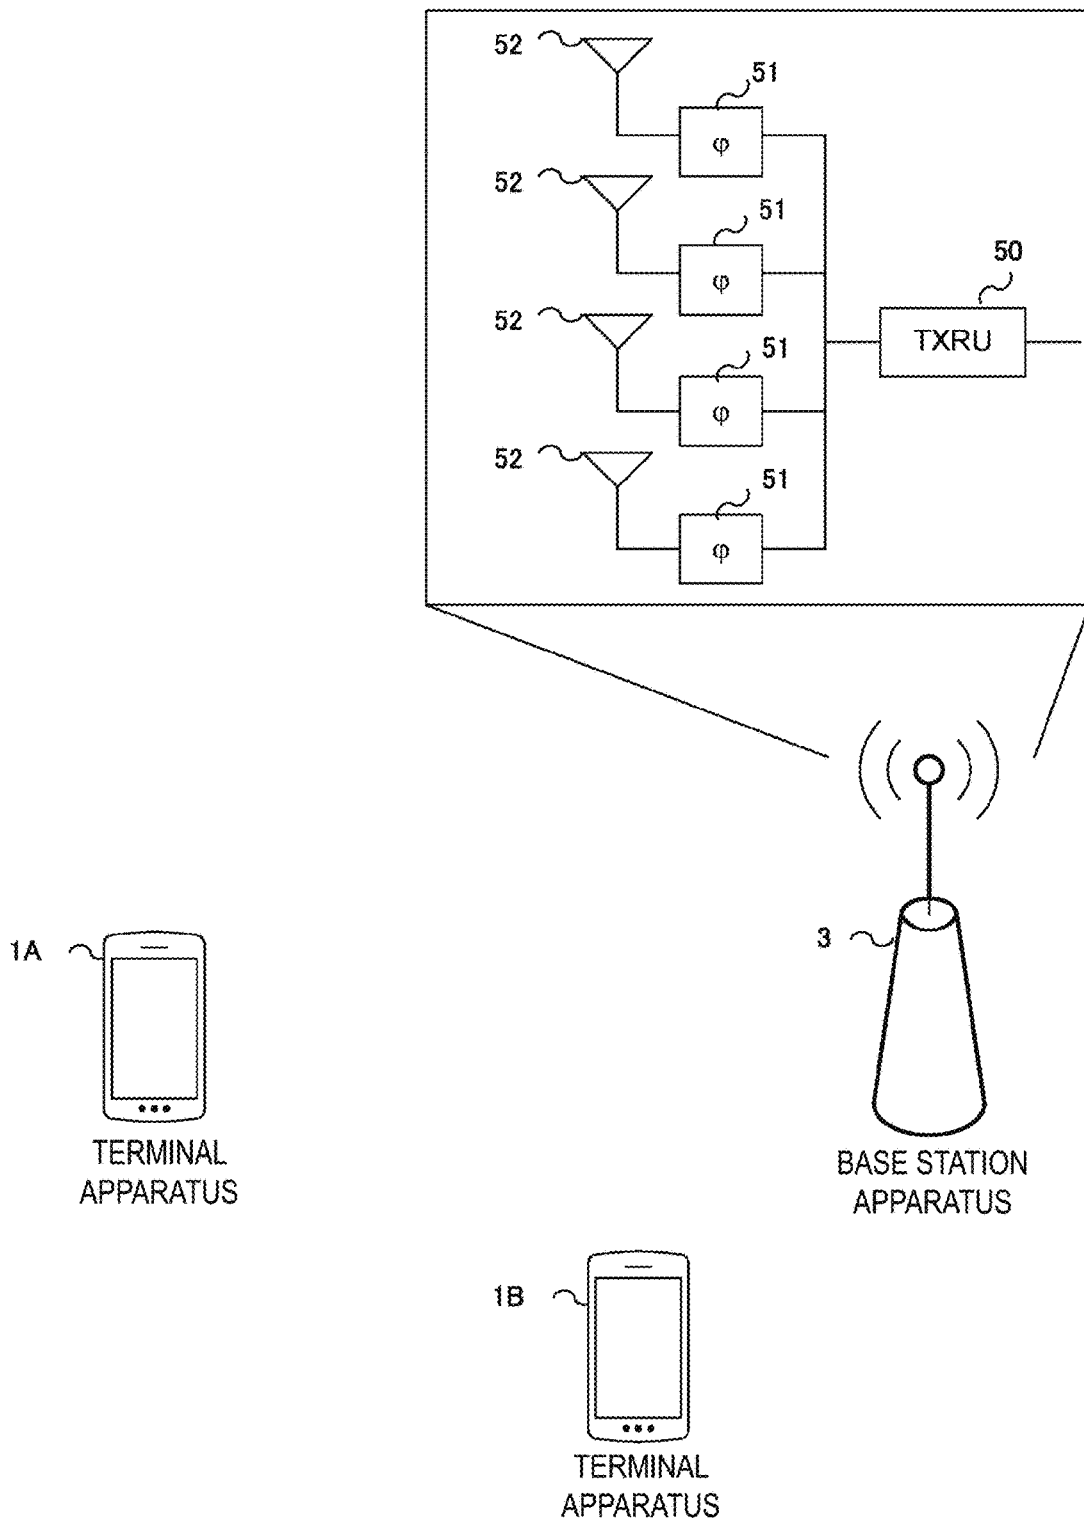 52
51
φ
52
51
φ
50
TXRU
52
51
φ
52
51
φ
1A
3
TERMINAL
APPARATUS
BASE STATION
APPARATUS
1B
TERMINAL
APPARATUS